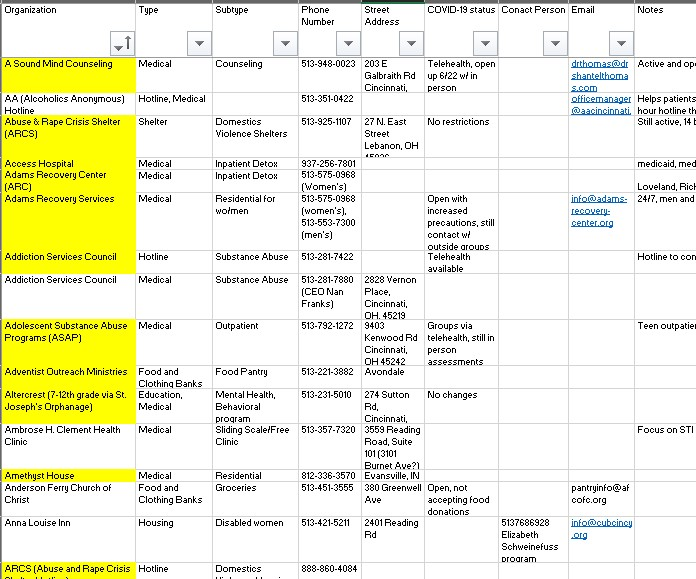 Organization Type Subtype Phone Number Street Address COVID-19 status Conact Person Email Notes
A Sound Mind Counseling Medical Counseling 513-948-0023 203 E Galbraith Rd Cincinnati, Telehealth, open up 6/22 w/ in person drthomas@drshantelthomas.com Active and ope
AA (Alcoholics Anonymous) Hotline Hotline, Medical 513-351-0422 officemanager@aacincinnati. Helps patients hour hotline th
Abuse & Rape Crisis Shelter (ARCS) Shelter Domestics Violence Shelters 513-925-1107 27 N. East Street Lebanon, OH No restrictions Still active, 14 b
Access Hospital Medical Inpatient Detox 937-256-7801 medicaid, med
Adams Recovery Center (ARC) Medical Inpatient Detox 513-575-0968 (Women's) Loveland, Rich
Adams Recovery Services Medical Residential for wo/men 513-575-0968 (women's), 513-553-7300 (men's) Open with increased precautions, still contact w/ outside groups info@adams-recovery-center.org 24/7, men and
Addiction Services Council Hotline Substance Abuse 513-281-7422 Telehealth available Hotline to con
Addiction Services Council Medical Substance Abuse 513-281-7880 (CEO Nan Franks) 2828 Vernon Place, Cincinnati, OH, 45219
Adolescent Substance Abuse Programs (ASAP) Medical Outpatient 513-792-1272 9403 Kenwood Rd Cincinnati, OH 45242 Groups via telehealth, still in person assessments Teen outpatier
Adventist Outreach Ministries Food and Clothing Banks Food Pantry 513-221-3882 Avondale
Altercrest (7-12th grade via St. Joseph's Orphanage) Education, Medical Mental Health, Behavioral program 513-231-5010 274 Sutton Rd, Cincinnati, No changes
Ambrose H. Clement Health Clinic Medical Sliding Scale/Free Clinic 513-357-7320 3559 Reading Road, Suite 101 (3101 Burnet Ave?) Focus on STI
Amethyst House Medical Residential 812-336-3570 Evansville, IN
Anderson Ferry Church of Christ Food and Clothing Banks Groceries 513-451-3555 380 Greenwell Ave Open, not accepting food donations pantryinfo@afcofc.org
Anna Louise Inn Housing Disabled women 513-421-5211 2401 Reading Rd 5137686928 Elizabeth Schweinefuss program info@cubcincy.org
ARCS (Abuse and Rape Crisis Hotline Domestics 888-860-4084